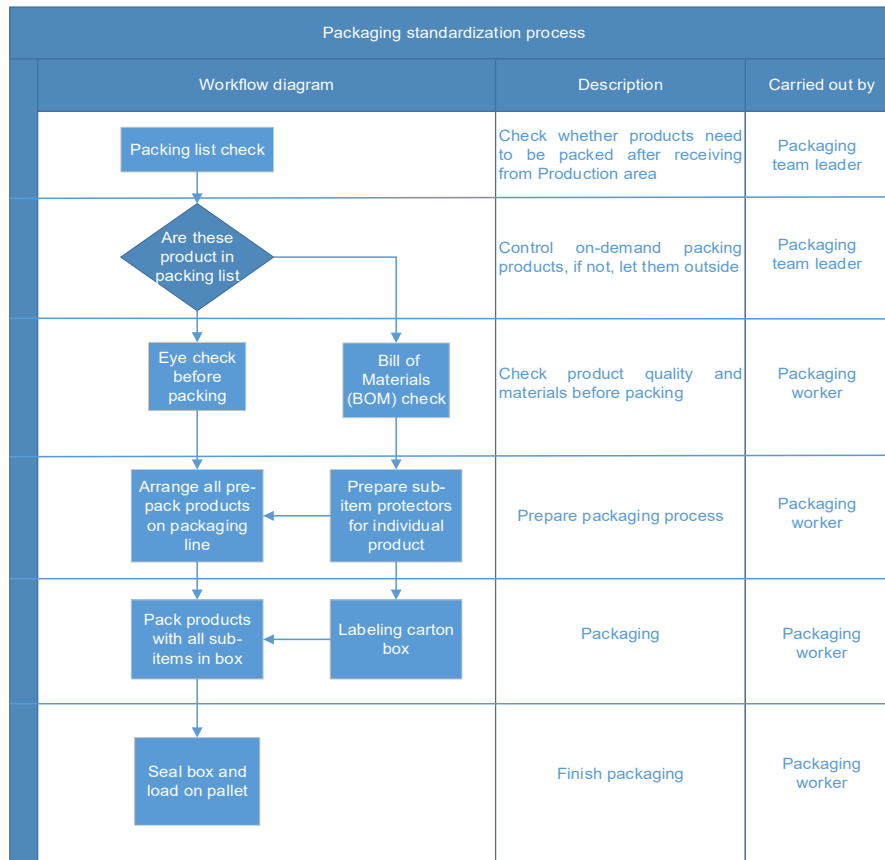 Packaging standardization process
Workflow diagram
Description
Carried out by
Packing list check
Check whether products need
to be packed after receiving
from Production area
Packaging
team leader
Are these
product in
packing list
Control on-demand packing
products, if not, let them outside
Packaging
team leader
Eye check
before
packing
Bill of
Materials
(BOM) check
Check product quality and
materials before packing
Packaging
worker
Arrange all pre-
pack products
on packaging
line
Prepare sub-
item protectors
for individual
product
Prepare packaging process
Packaging
worker
Pack products
with all sub-
items in box
Labeling carton
box
Packaging
Packaging
worker
Seal box and
load on pallet
Finish packaging
Packaging
worker